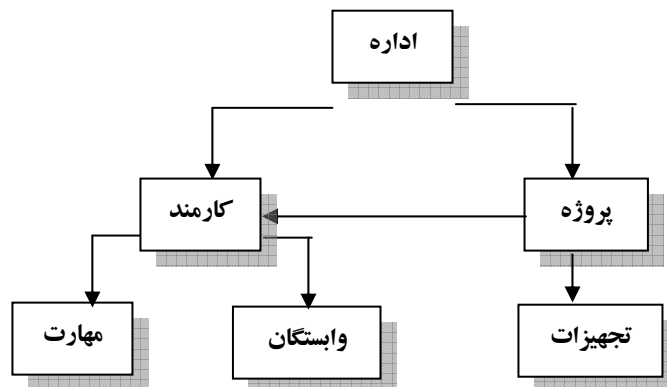 اداره
کارمند
پروژه
مهارت
وابستگان
تجهیزات